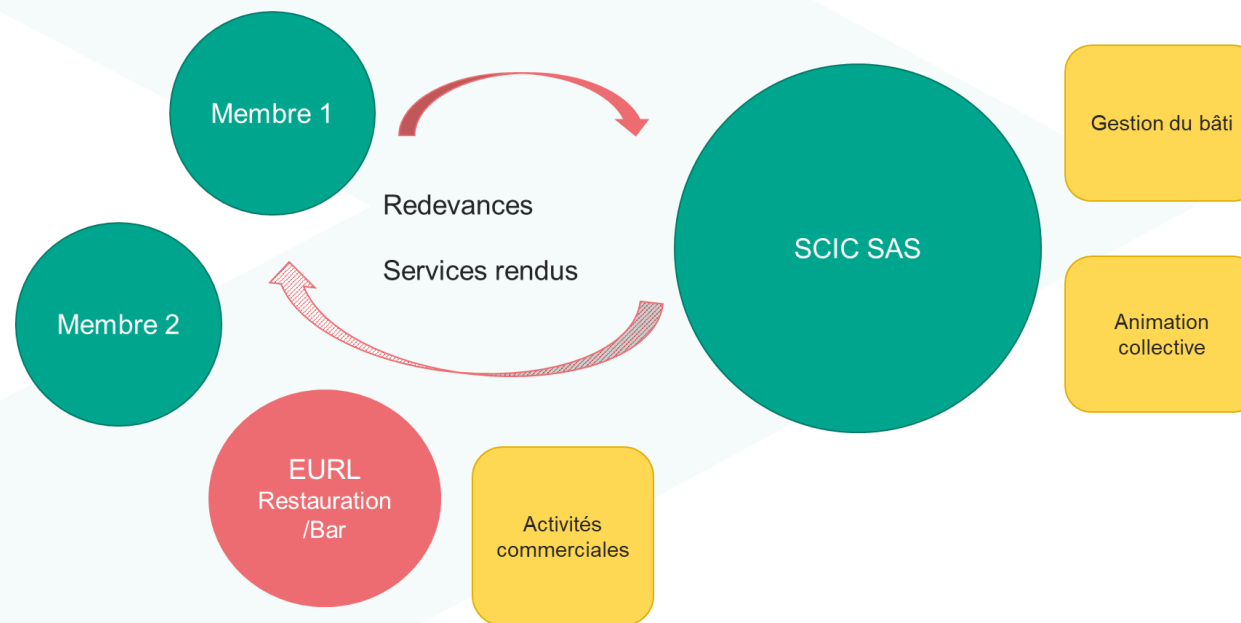 Membre 1
Redevances
Services rendus
Membre 2
EURL
Restauration
/Bar
Activités
commerciales
SCIC SAS
Gestion du bâti
Animation
collective